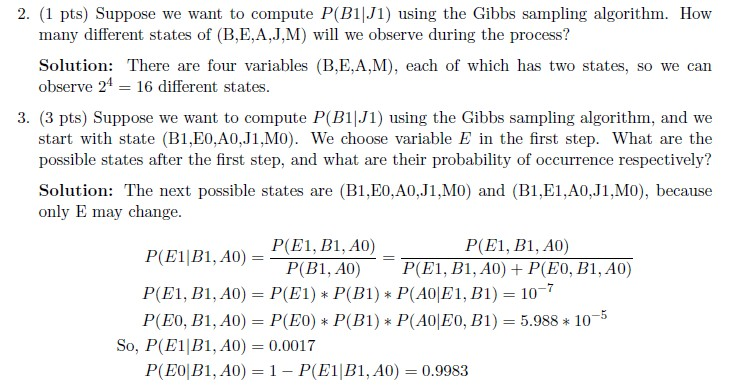 2. (1 pts) Suppose we want to compute P(B1|J1) using the Gibbs sampling algorithm. How
many different states of (B,E,A,J,M) will we observe during the process?
Solution: There are four variables (B,E,A,M), each of which has two states, so we can
observe 2⁴ = 16 different states.
3. (3 pts) Suppose we want to compute P(B1|J1) using the Gibbs sampling algorithm, and we
start with state (B1,E0,A0,J1,M0). We choose variable E in the first step. What are the
possible states after the first step, and what are their probability of occurrence respectively?
Solution: The next possible states are (B1,E0,A0,J1,M0) and (B1,E1,A0,J1,M0), because
only E may change.
P(E1|B1, A0) = P(E1, B1, A0) / P(B1, A0) = P(E1, B1, A0) / P(E1, B1, A0) + P(E0, B1, A0)
P(E1, B1, A0) = P(E1) * P(B1) * P(A0|E1, B1) = 10⁻⁷
P(E0, B1, A0) = P(E0) * P(B1) * P(A0|E0, B1) = 5.988 * 10⁻⁵
So, P(E1|B1, A0) = 0.0017
P(E0|B1, A0) = 1 − P(E1|B1, A0) = 0.9983